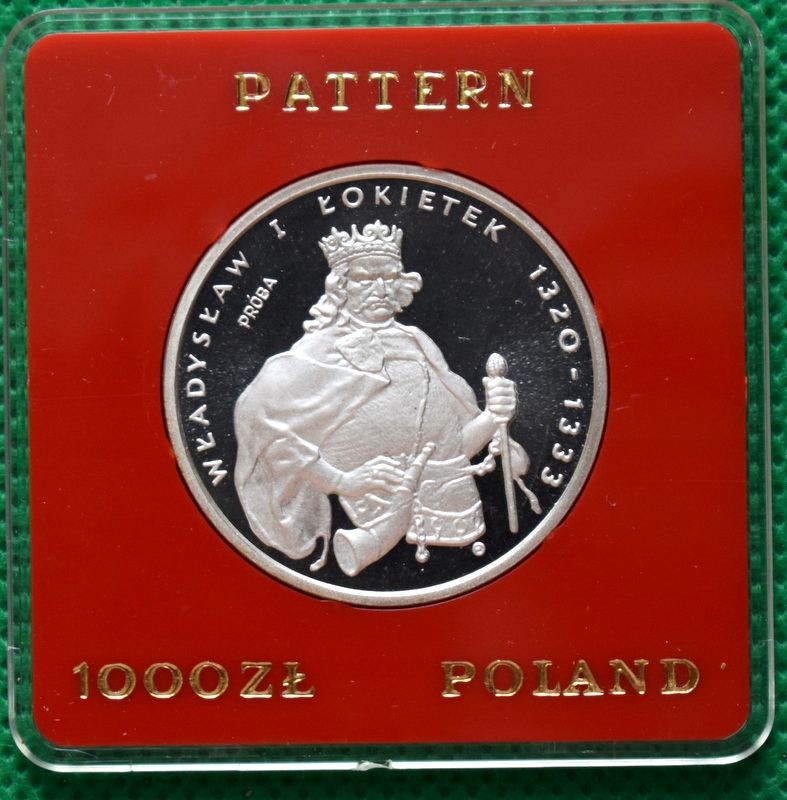 PATTERN
WŁADYSŁAW I ŁOKIETEK 1320-1333
PRÓBA
1000ZŁ POLAND